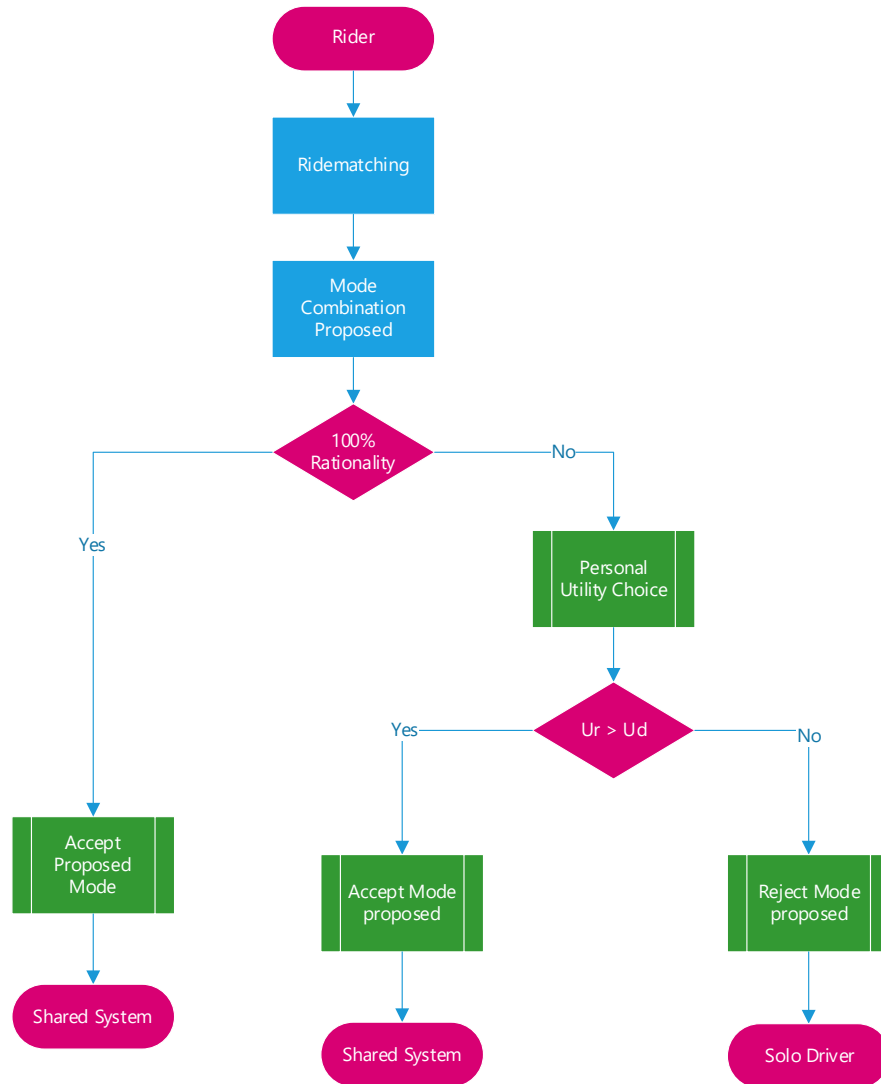 Rider
Ridematching
Mode
Combination
Proposed
100%
Rationality
No
Yes
Personal
Utility Choice
Ur > Ud
Yes
No
Accept
Proposed
Mode
Accept Mode
proposed
Reject Mode
proposed
Shared System
Shared System
Solo Driver